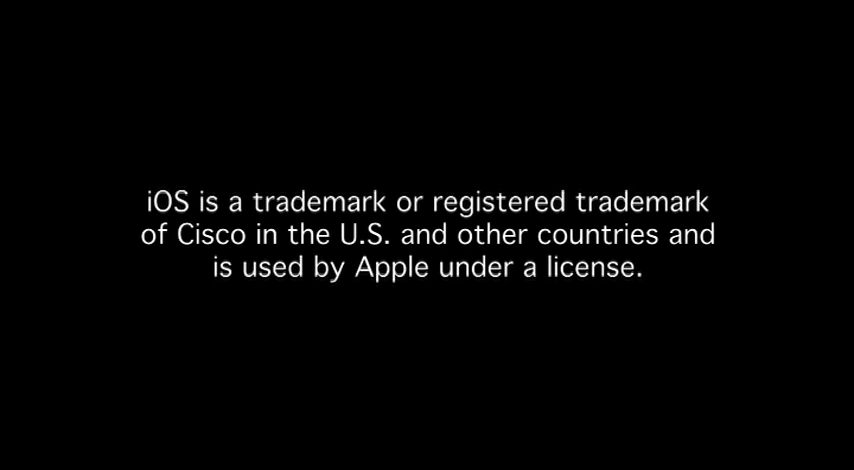 iOS is a trademark or registered trademark
of Cisco in the U.S. and other countries and
is used by Apple under a license.